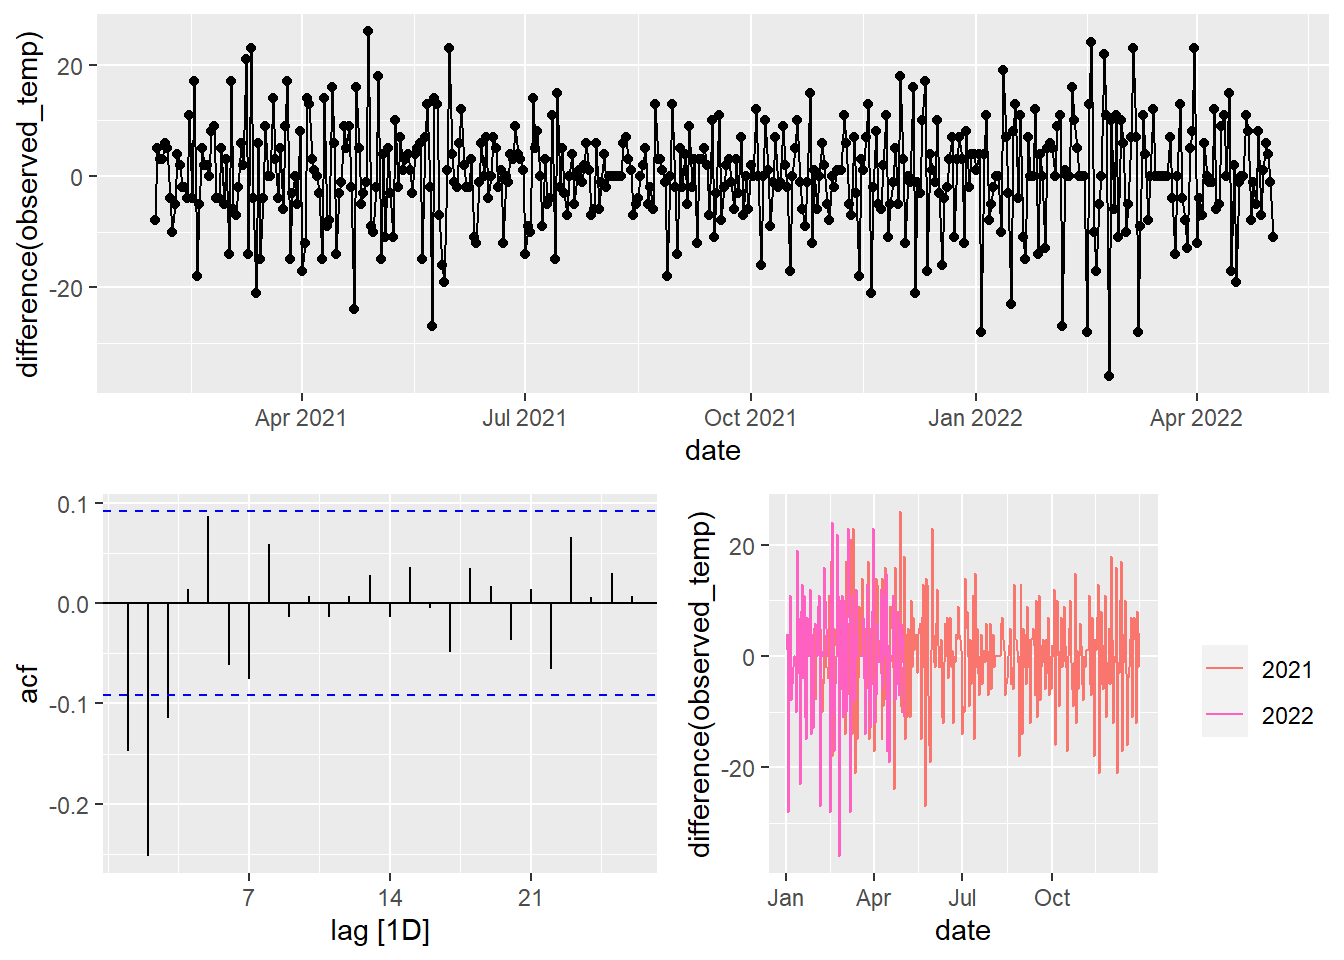 difference(observed_temp)
20
0
-20
Apr 2021
Jul 2021
Oct 2021
Jan 2022
Apr 2022
date
acf
0.1
0.0
-0.1
-0.2
7
14
21
lag [1D]
difference(observed_temp)
20
0
-20
Jan
Apr
Jul
Oct
date
2021
2022